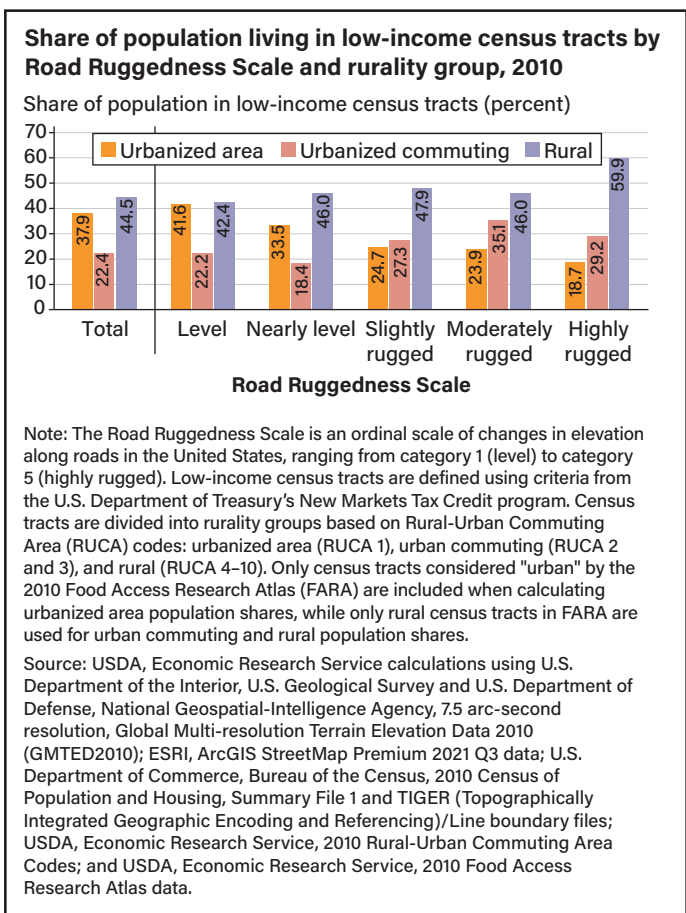 Share of population living in low-income census tracts by
Road Ruggedness Scale and rurality group, 2010
Share of population in low-income census tracts (percent)
70
60
50
40
30
20
10
0
Urbanized area Urbanized commuting Rural
37.9 22.4 44.5 41.6 22.2 42.4 33.5 18.4 46.0 24.7 27.3 47.9 23.9 35.1 46.0 18.7 29.2 59.9
Total Level Nearly level Slightly Moderately Highly
rugged rugged rugged
Road Ruggedness Scale
Note: The Road Ruggedness Scale is an ordinal scale of changes in elevation
along roads in the United States, ranging from category 1 (level) to category
5 (highly rugged). Low-income census tracts are defined using criteria from
the U.S. Department of Treasury's New Markets Tax Credit program. Census
tracts are divided into rurality groups based on Rural-Urban Commuting
Area (RUCA) codes: urbanized area (RUCA 1), urban commuting (RUCA 2
and 3), and rural (RUCA 4–10). Only census tracts considered "urban" by the
2010 Food Access Research Atlas (FARA) are included when calculating
urbanized area population shares, while only rural census tracts in FARA are
used for urban commuting and rural population shares.
Source: USDA, Economic Research Service calculations using U.S.
Department of the Interior, U.S. Geological Survey and U.S. Department of
Defense, National Geospatial-Intelligence Agency, 7.5 arc-second
resolution, Global Multi-resolution Terrain Elevation Data 2010
(GMTED2010); ESRI, ArcGIS StreetMap Premium 2021 Q3 data; U.S.
Department of Commerce, Bureau of the Census, 2010 Census of
Population and Housing, Summary File 1 and TIGER (Topographically
Integrated Geographic Encoding and Referencing)/Line boundary files;
USDA, Economic Research Service, 2010 Rural-Urban Commuting Area
Codes; and USDA, Economic Research Service, 2010 Food Access
Research Atlas data.